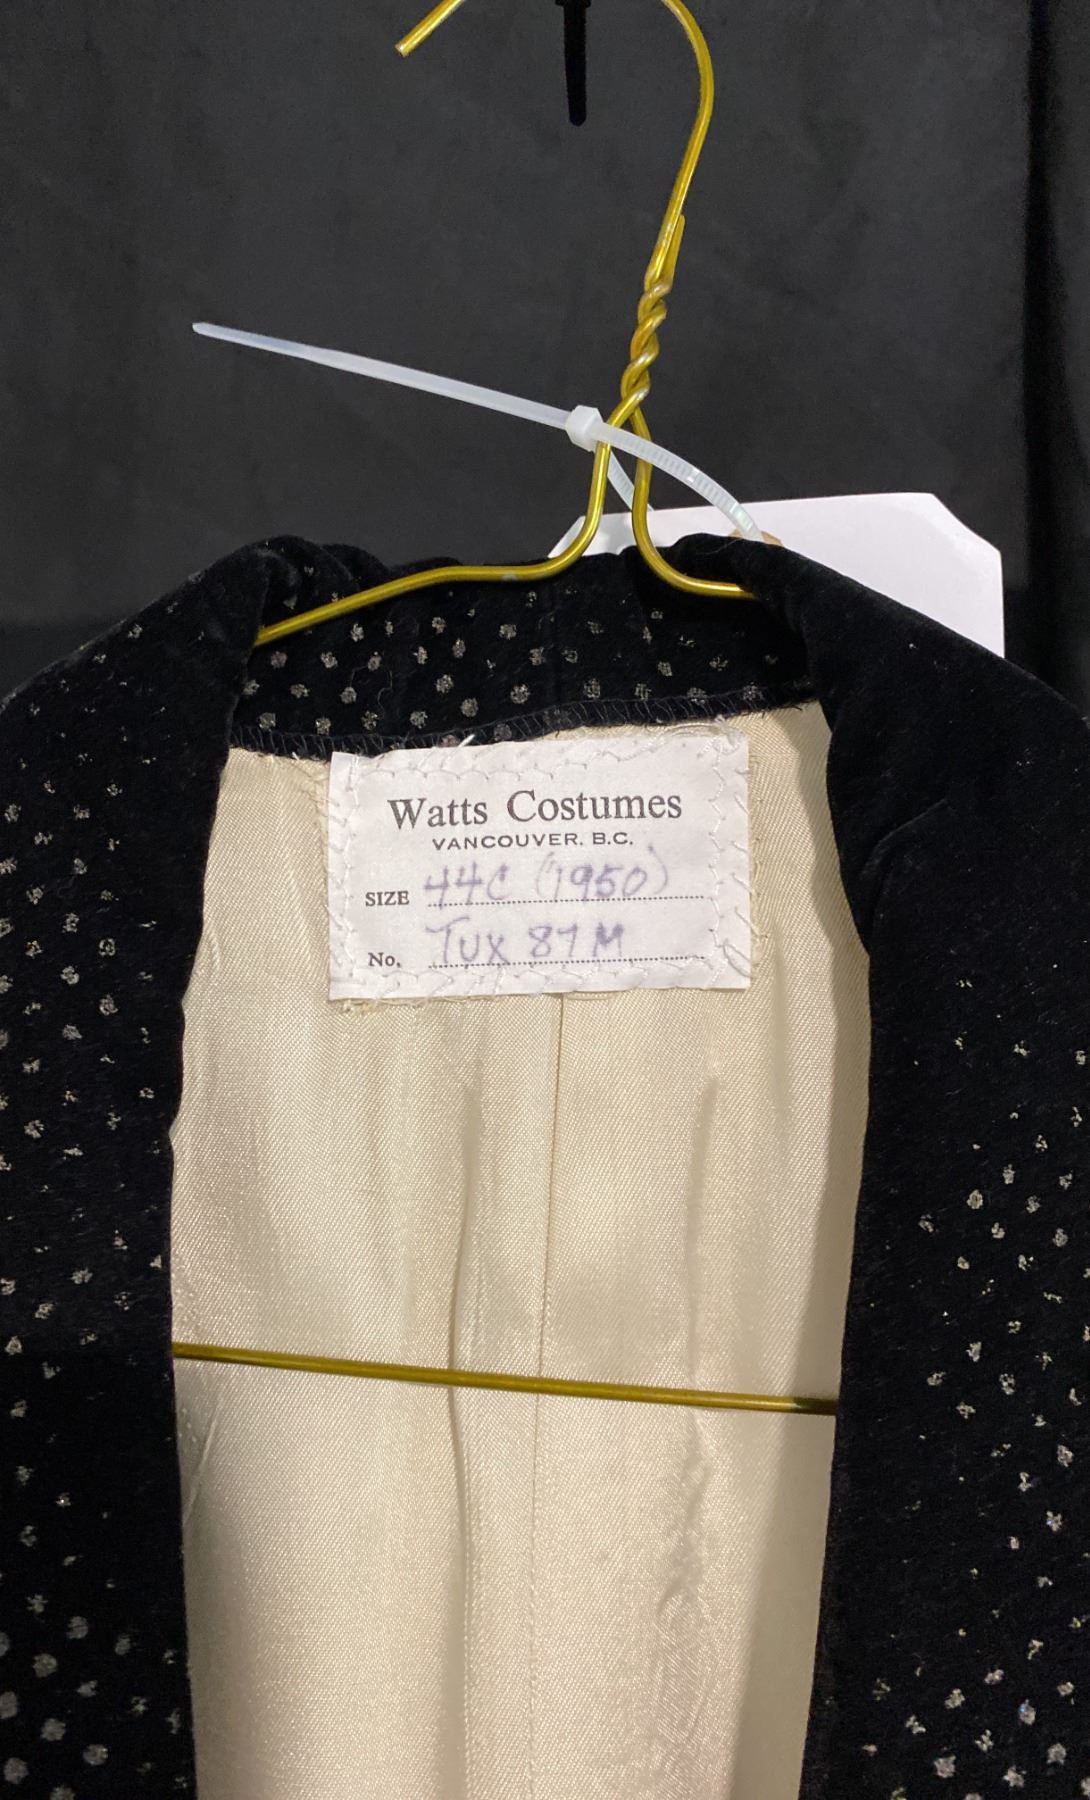 Watts Costumes
VANCOUVER, B.C.
SIZE 44C (1950)
No. Tux 87M